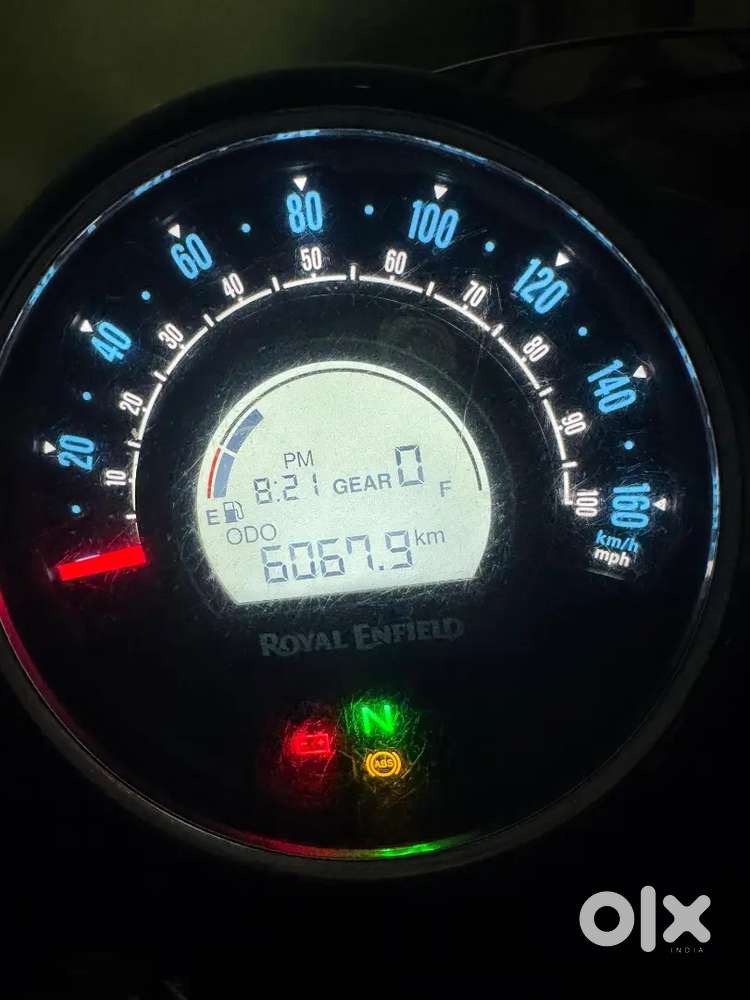 20 40 60 80 100 120 140 160
km/h
mph
10 20 30 40 50 60 70 80 90 100
PM
8:21 GEAR 0
E F
ODO
6067.9 km
ROYAL ENFIELD
N
ABS
olx
INDIA